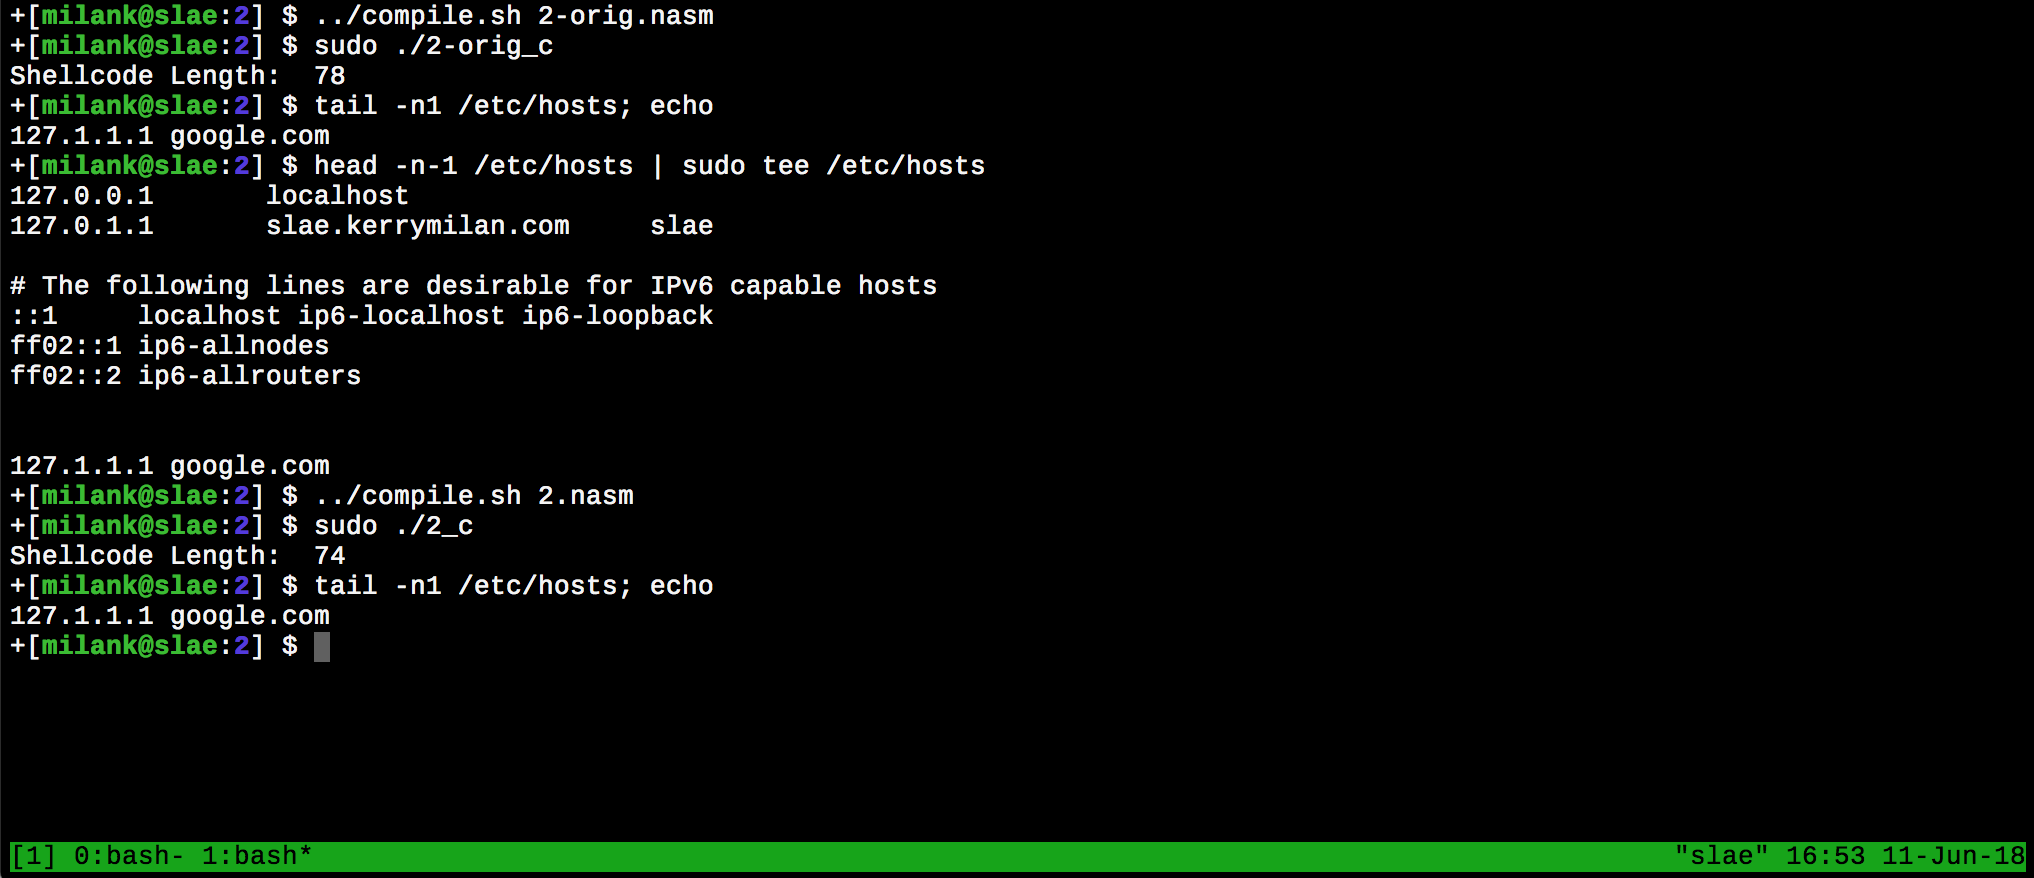 +[milank@slae:2] $ ../compile.sh 2-orig.nasm
+[milank@slae:2] $ sudo ./2-orig_c
Shellcode Length:  78
+[milank@slae:2] $ tail -n1 /etc/hosts; echo
127.1.1.1 google.com
+[milank@slae:2] $ head -n-1 /etc/hosts | sudo tee /etc/hosts
127.0.0.1       localhost
127.0.1.1       slae.kerrymilan.com     slae
# The following lines are desirable for IPv6 capable hosts
::1     localhost ip6-localhost ip6-loopback
ff02::1 ip6-allnodes
ff02::2 ip6-allrouters
127.1.1.1 google.com
+[milank@slae:2] $ ../compile.sh 2.nasm
+[milank@slae:2] $ sudo ./2_c
Shellcode Length:  74
+[milank@slae:2] $ tail -n1 /etc/hosts; echo
127.1.1.1 google.com
+[milank@slae:2] $
[1] 0:bash- 1:bash* "slae" 16:53 11-Jun-18